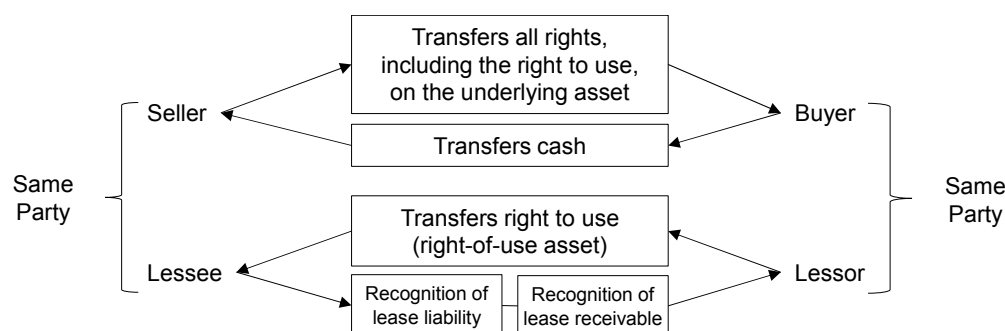 Transfers all rights,
including the right to use,
on the underlying asset
Seller
Buyer
Transfers cash
Same
Party
Same
Party
Transfers right to use
(right-of-use asset)
Lessee
Lessor
Recognition of
lease liability
Recognition of
lease receivable